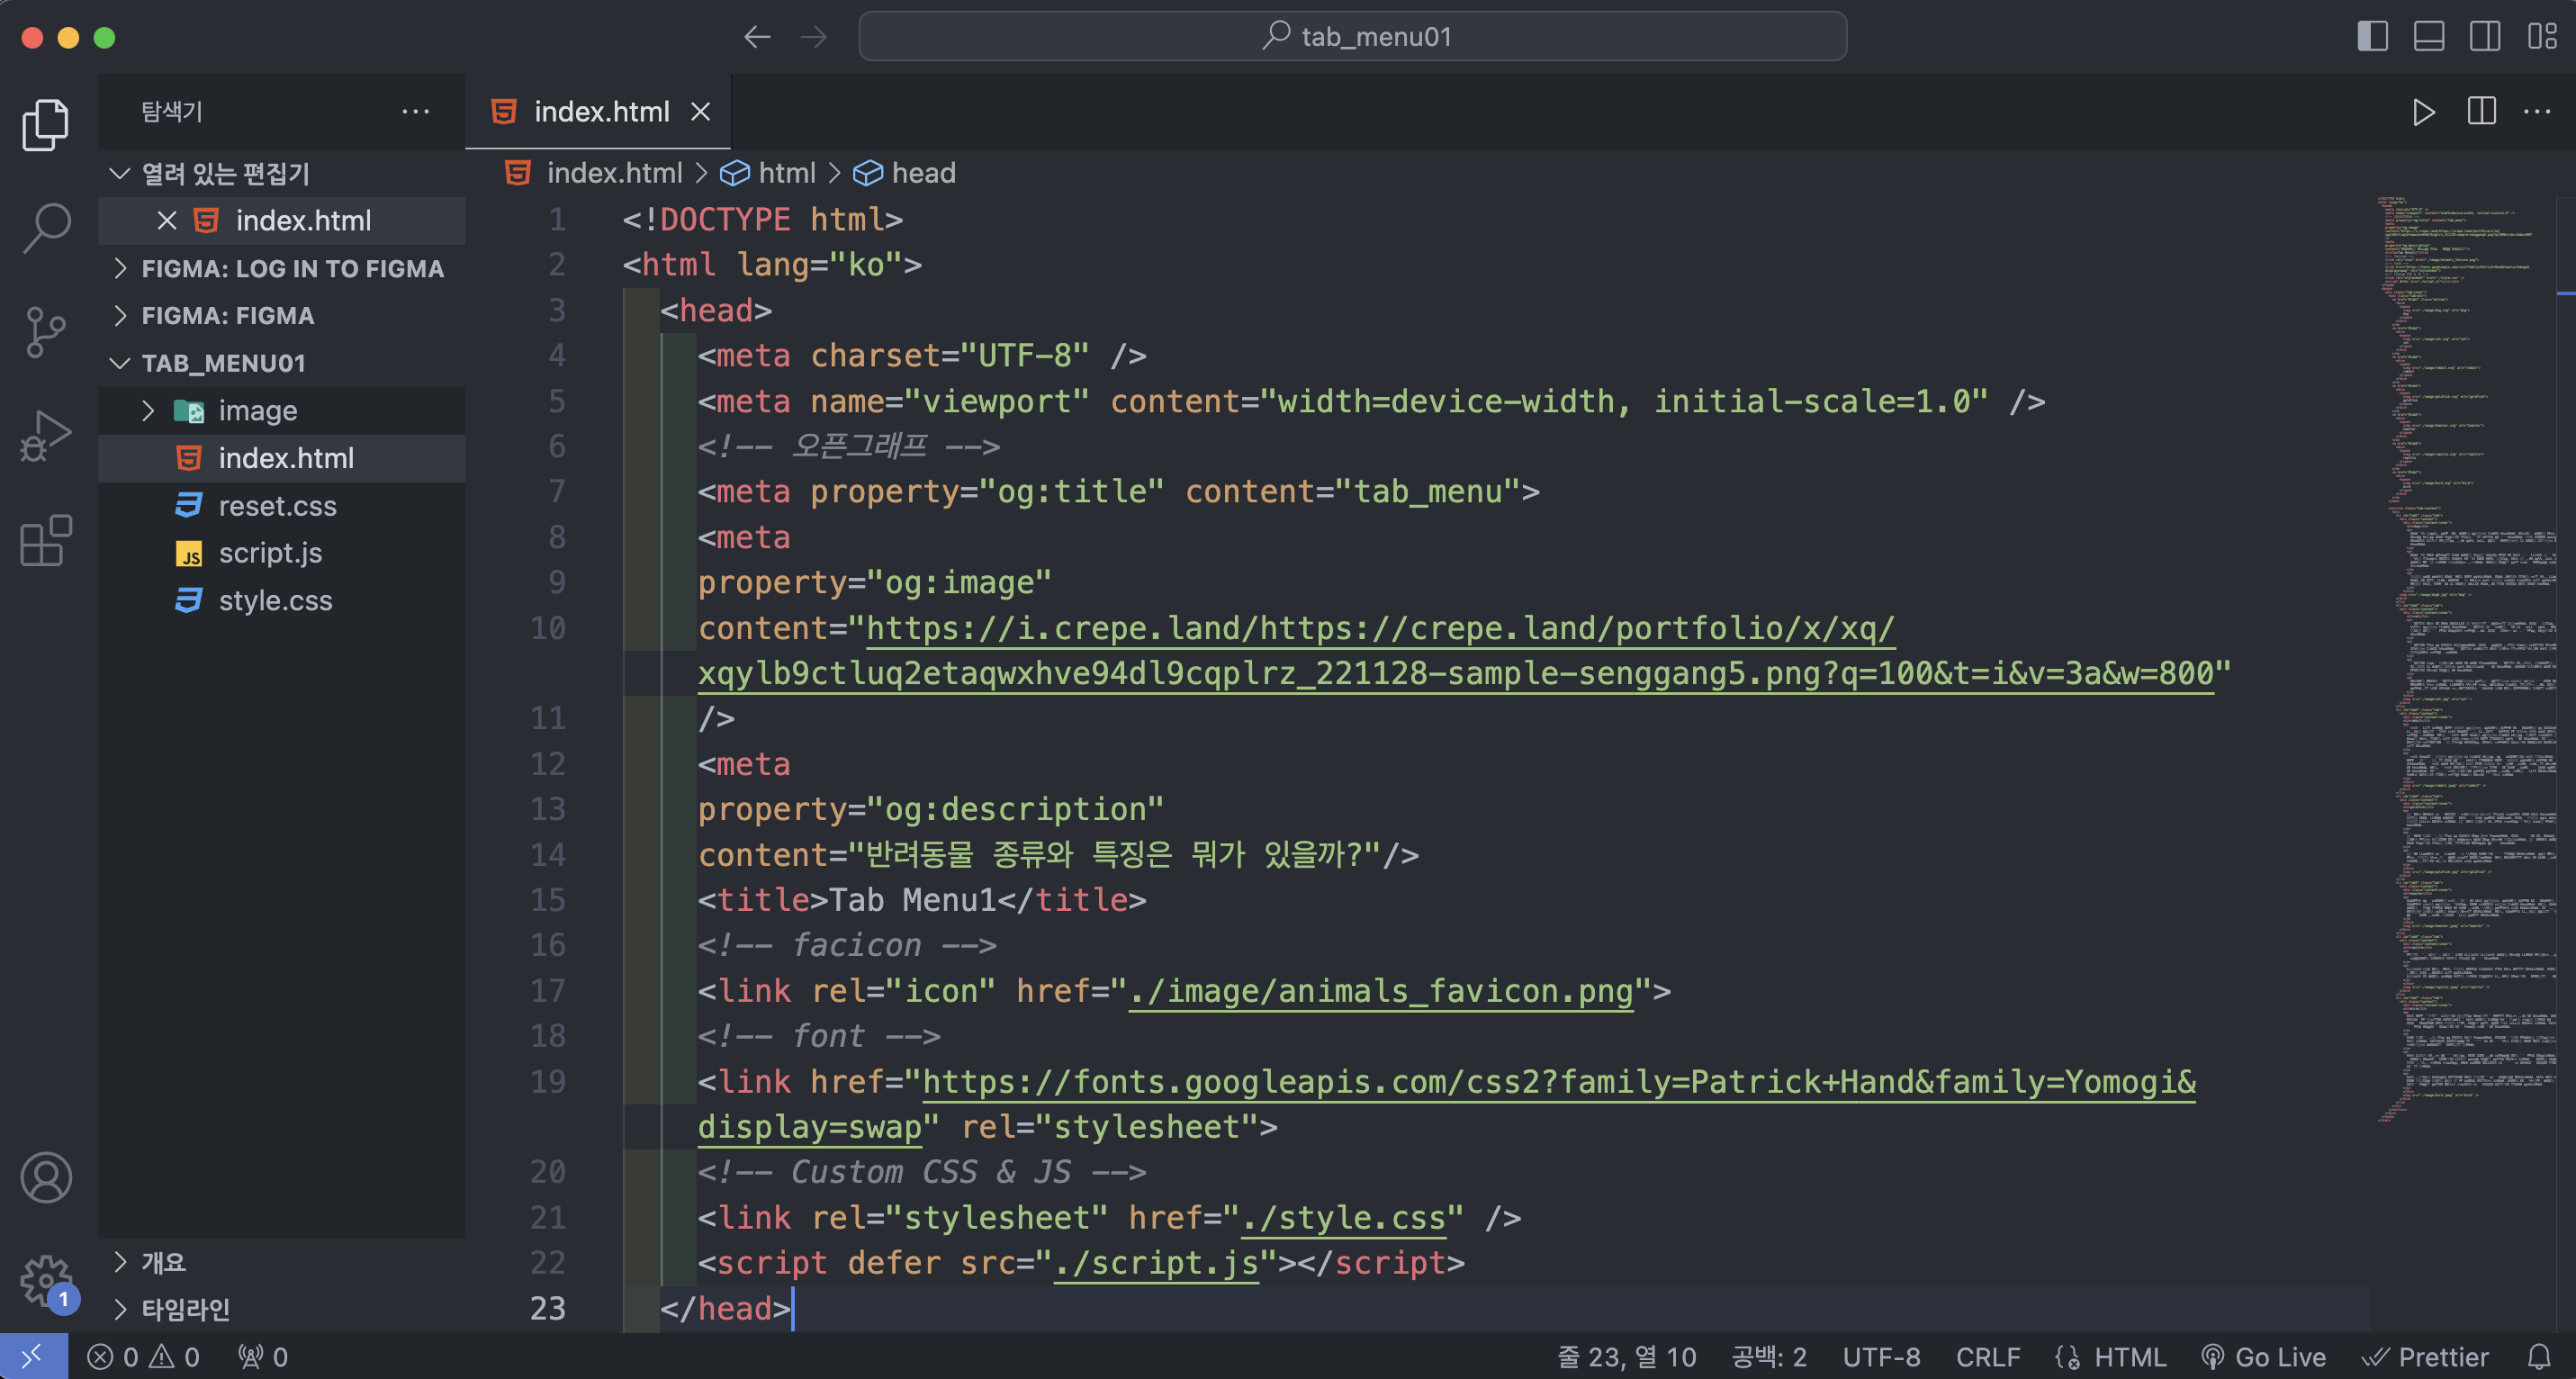 tab_menu01
탐색기
index.html
열려 있는 편집기
index.html
FIGMA: LOG IN TO FIGMA
FIGMA: FIGMA
TAB_MENU01
image
index.html
reset.css
JS script.js
style.css
개요
타임라인
1
index.html > html > head
1 <!DOCTYPE html>
2 <html lang="ko">
3 <head>
4 <meta charset="UTF-8" />
5 <meta name="viewport" content="width=device-width, initial-scale=1.0" />
6 <!-- 오픈그래프 -->
7 <meta property="og:title" content="tab_menu">
8 <meta
9 property="og:image"
10 content="https://i.crepe.land/https://crepe.land/portfolio/x/xq/
xqylb9ctluq2etaqwxhve94dl9cqplrz_221128-sample-senggang5.png?q=100&t=i&v=3a&w=800"
11 />
12 <meta
13 property="og:description"
14 content="반려동물 종류와 특징은 뭐가 있을까?"/>
15 <title>Tab Menu1</title>
16 <!-- facicon -->
17 <link rel="icon" href="./image/animals_favicon.png">
18 <!-- font -->
19 <link href="https://fonts.googleapis.com/css2?family=Patrick+Hand&family=Yomogi&
display=swap" rel="stylesheet">
20 <!-- Custom CSS & JS -->
21 <link rel="stylesheet" href="./style.css" />
22 <script defer src="./script.js"></script>
23 </head>
0 0 0 줄 23, 열 10 공백: 2 UTF-8 CRLF HTML Go Live Prettier